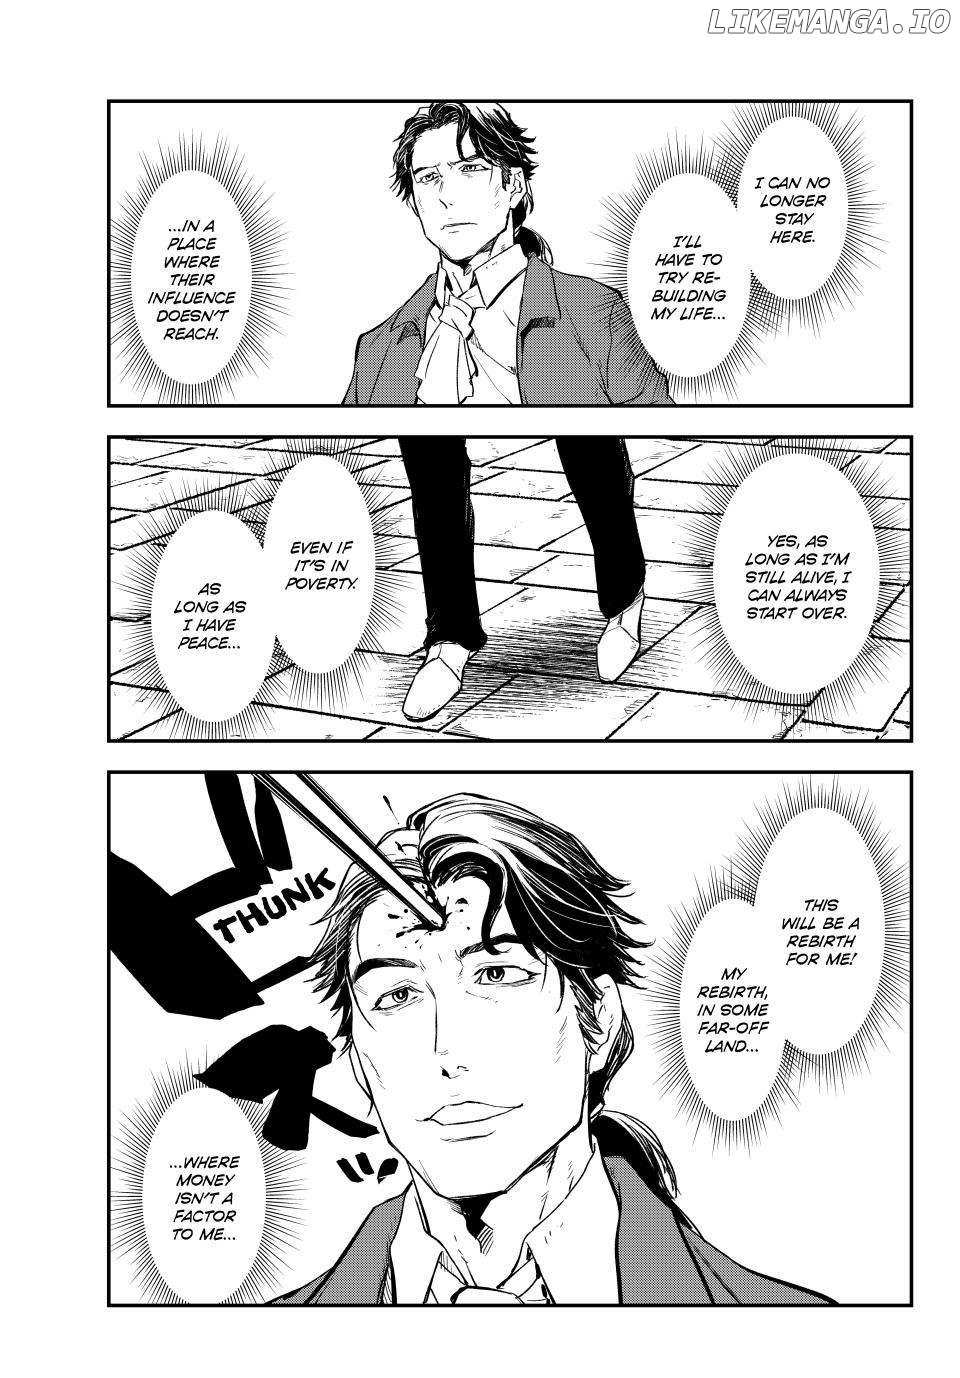 LIKEMANGA.IO
I CAN NO
LONGER
STAY
HERE.
I'LL
HAVE TO
TRY RE-
BUILDING
MY LIFE...
...IN A
PLACE
WHERE
THEIR
INFLUENCE
DOESN'T
REACH.
YES, AS
LONG AS I'M
STILL ALIVE, I
CAN ALWAYS
START OVER.
EVEN IF
IT'S IN
POVERTY.
AS
LONG AS
I HAVE
PEACE...
THIS
WILL BE A
REBIRTH
FOR ME!
MY
REBIRTH,
IN SOME
FAR-OFF
LAND...
THUNK
...WHERE
MONEY
ISN'T A
FACTOR
TO ME...